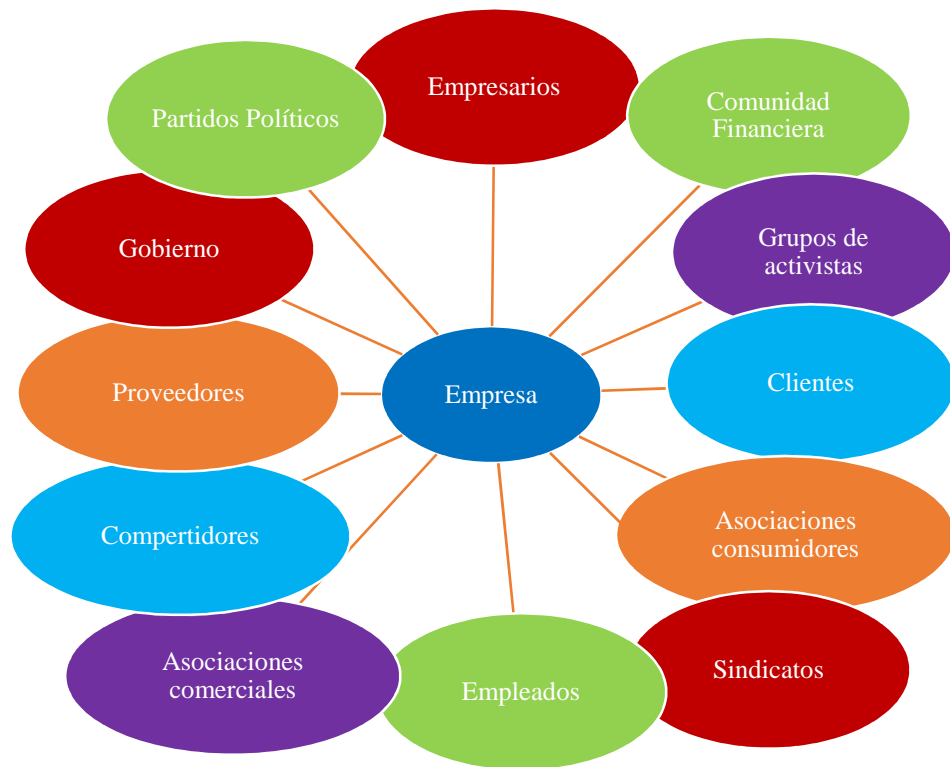 Empresarios
Comunidad
Financiera
Partidos Políticos
Grupos de
activistas
Gobierno
Clientes
Proveedores
Empresa
Asociaciones
consumidores
Compertidores
Sindicatos
Asociaciones
comerciales
Empleados